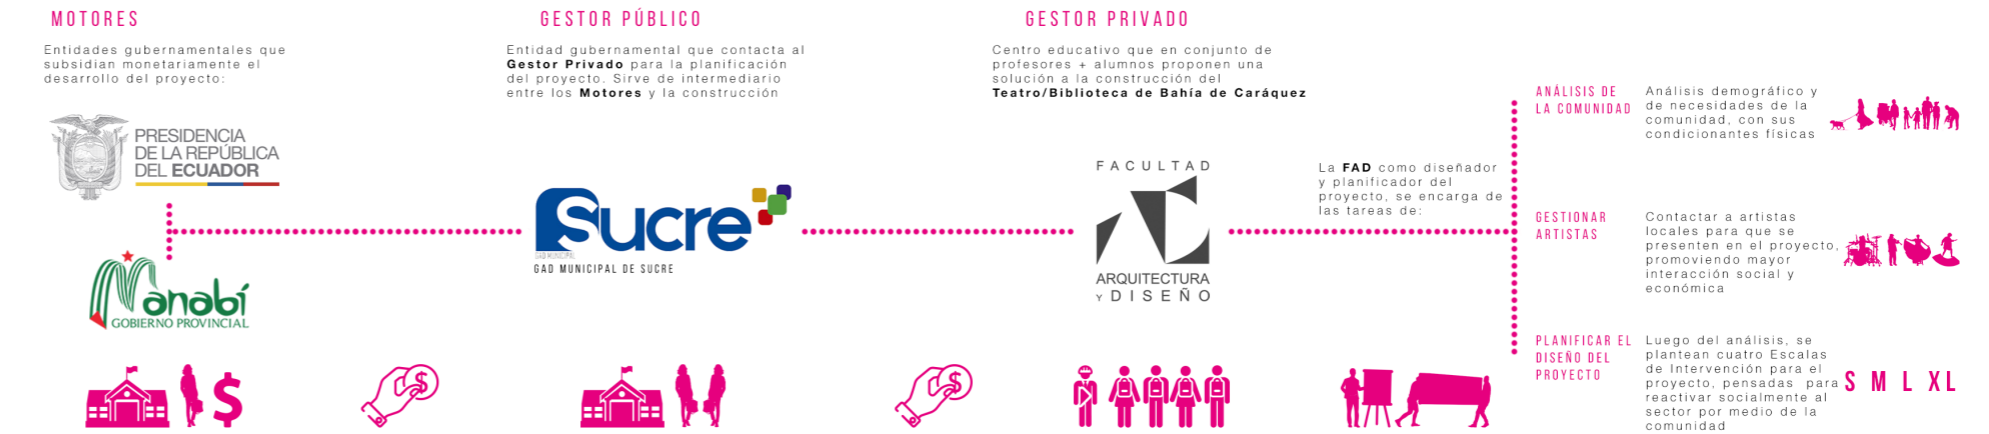 MOTORES
Entidades gubernamentales que
subsidian monetariamente el
desarrollo del proyecto:
PRESIDENCIA
DE LA REPÚBLICA
DEL ECUADOR
Manabí
GOBIERNO PROVINCIAL
$
GESTOR PÚBLICO
Entidad gubernamental que contacta al
Gestor Privado para la planificación
del proyecto. Sirve de intermediario
entre los Motores y la construcción
Sucre
GAD MUNICIPAL
GAD MUNICIPAL DE SUCRE
$
$
GESTOR PRIVADO
Centro educativo que en conjunto de
profesores + alumnos proponen una
solución a la construcción del
Teatro/Biblioteca de Bahía de Caráquez
FACULTAD
ARQUITECTURA
Y DISEÑO
La FAD como diseñador
y planificador del
proyecto, se encarga de
las tareas de:
ANÁLISIS DE
LA COMUNIDAD
Análisis demográfico y
de necesidades de la
comunidad, con sus
condicionantes físicas
GESTIONAR
ARTISTAS
Contactar a artistas
locales para que se
presenten en el proyecto,
promoviendo mayor
interacción social y
económica
PLANIFICAR EL
DISEÑO DEL
PROYECTO
Luego del análisis, se
plantean cuatro Escalas
de Intervención para el
proyecto, pensadas para
reactivar socialmente al
sector por medio de la
comunidad
S M L XL